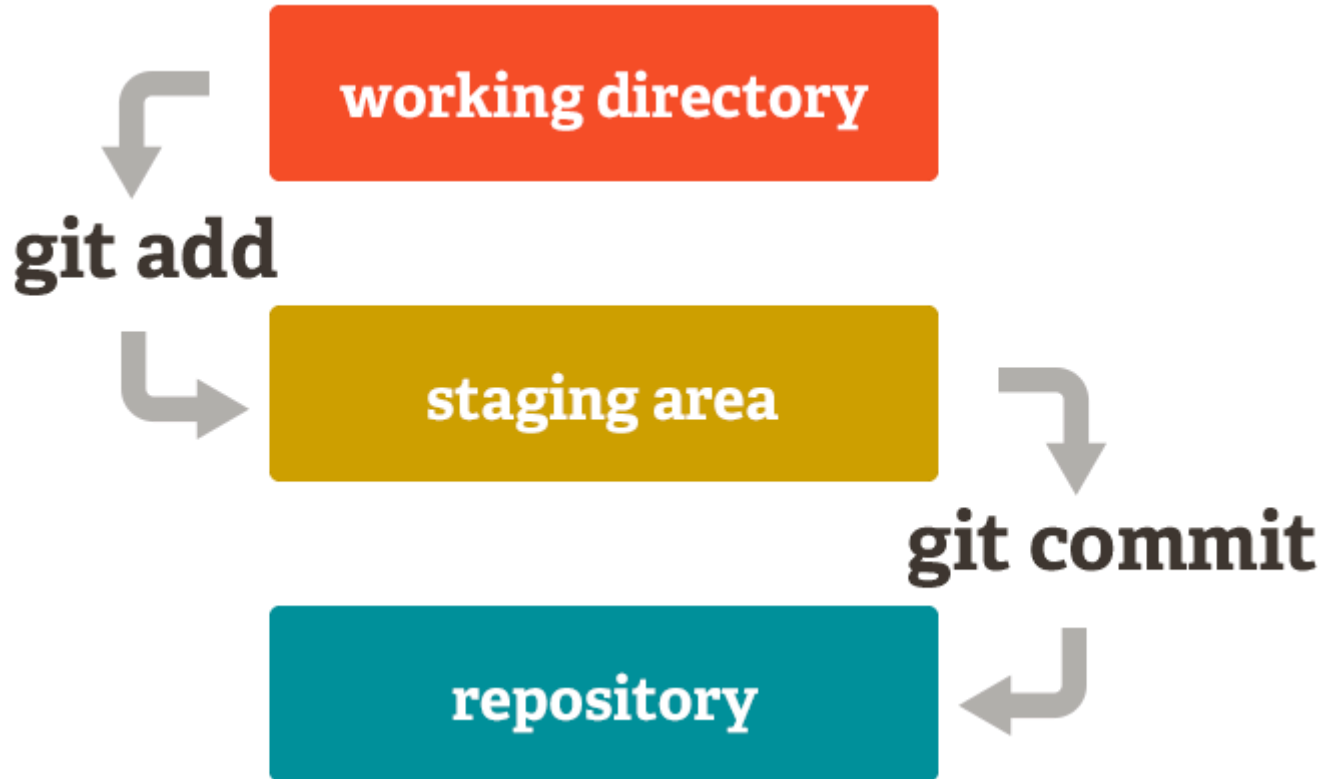 working directory
git add
staging area
git commit
repository